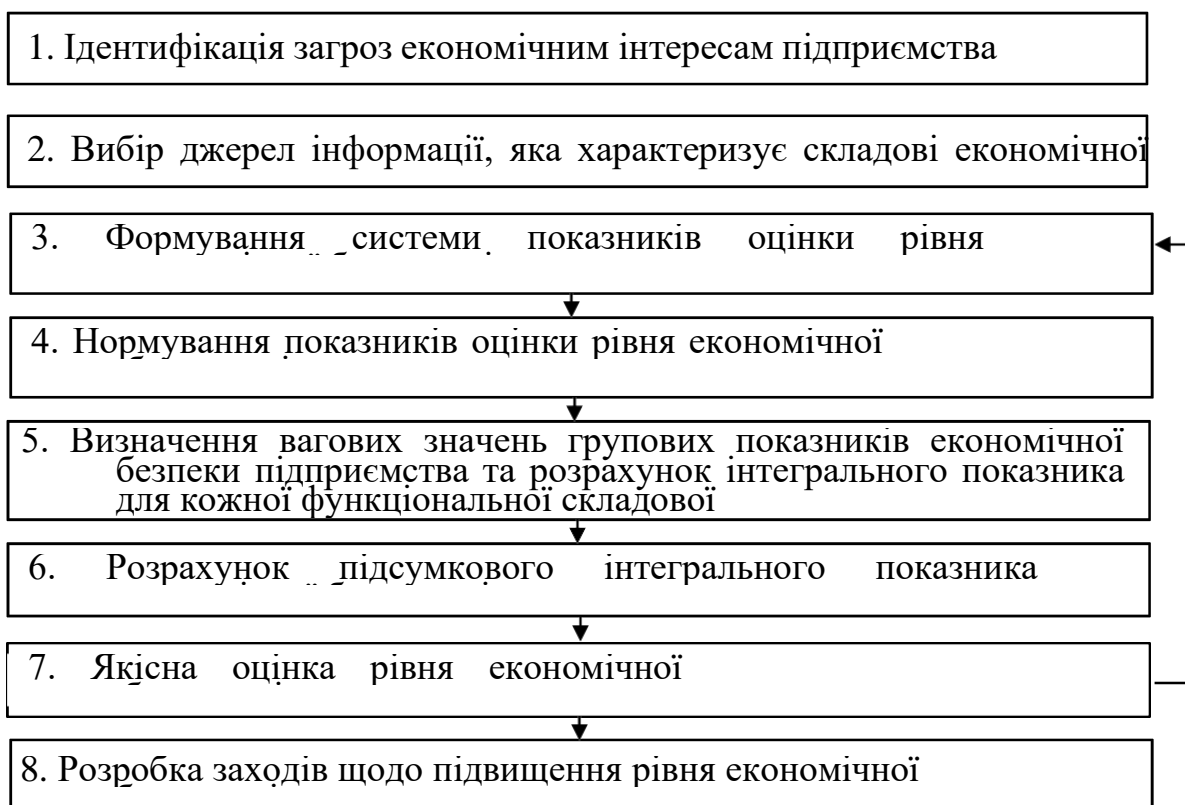 1. Ідентифікація загроз економічним інтересам підприємства
2. Вибір джерел інформації, яка характеризує складові економічної
3. Формування системи показників оцінки рівня
4. Нормування показників оцінки рівня економічної
5. Визначення вагових значень групових показників економічної
безпеки підприємства та розрахунок інтегрального показника
для кожної функціональної складової
6. Розрахунок підсумкового інтегрального показника
7. Якісна оцінка рівня економічної
8. Розробка заходів щодо підвищення рівня економічної